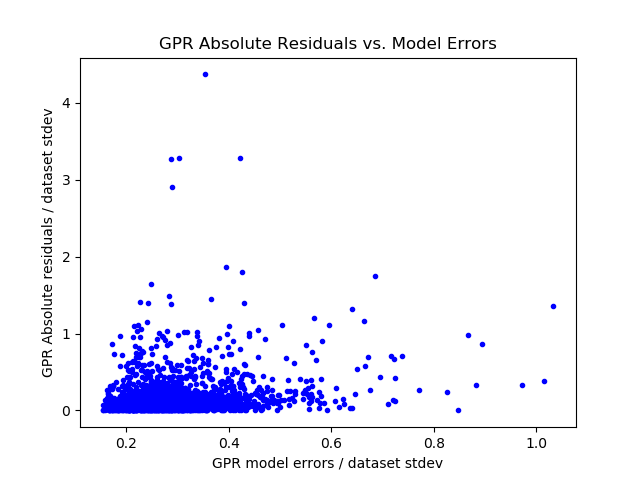 GPR Absolute Residuals vs. Model Errors
GPR Absolute residuals / dataset stdev
4
3
2
1
0
0.2 0.4 0.6 0.8 1.0
GPR model errors / dataset stdev